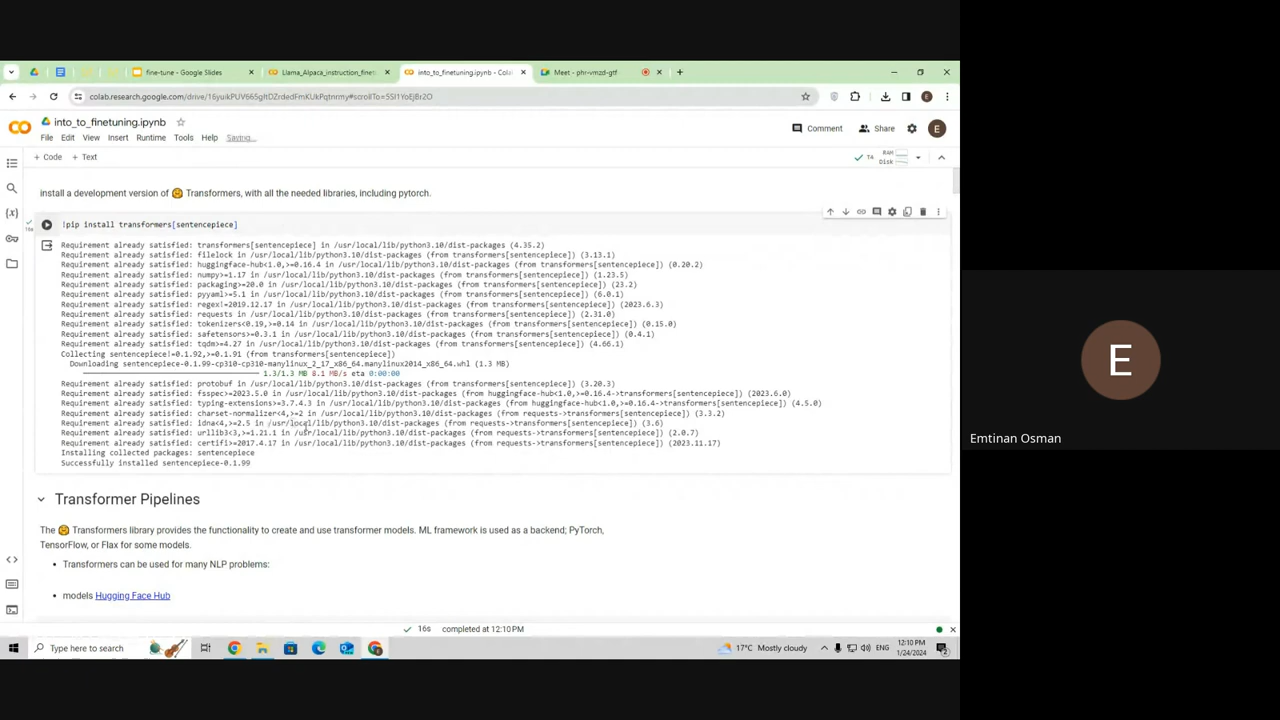 fine-tune - Google Slides
Llama_Alpaca_instruction_finet
into_to_finetuning.ipynb - Colab
Meet - phr-vmzd-gtf
into_to_finetuning.ipynb
File Edit View Insert Runtime Tools Help Saving...
Comment
Share
E
+ Code + Text
T4
RAM
Disk
install a development version of 🤗 Transformers, with all the needed libraries, including pytorch.
16s
!pip install transformers[sentencepiece]
Requirement already satisfied: transformers[sentencepiece] in /usr/local/lib/python3.10/dist-packages (4.35.2)
Requirement already satisfied: filelock in /usr/local/lib/python3.10/dist-packages (from transformers[sentencepiece]) (3.13.1)
Requirement already satisfied: huggingface-hub<1.0,>=0.16.4 in /usr/local/lib/python3.10/dist-packages (from transformers[sentencepiece]) (0.20.2)
Requirement already satisfied: numpy>=1.17 in /usr/local/lib/python3.10/dist-packages (from transformers[sentencepiece]) (1.23.5)
Requirement already satisfied: packaging>=20.0 in /usr/local/lib/python3.10/dist-packages (from transformers[sentencepiece]) (23.2)
Requirement already satisfied: pyyaml>=5.1 in /usr/local/lib/python3.10/dist-packages (from transformers[sentencepiece]) (6.0.1)
Requirement already satisfied: regex!=2019.12.17 in /usr/local/lib/python3.10/dist-packages (from transformers[sentencepiece]) (2023.6.3)
Requirement already satisfied: requests in /usr/local/lib/python3.10/dist-packages (from transformers[sentencepiece]) (2.31.0)
Requirement already satisfied: tokenizers<0.19,>=0.14 in /usr/local/lib/python3.10/dist-packages (from transformers[sentencepiece]) (0.15.0)
Requirement already satisfied: safetensors>=0.3.1 in /usr/local/lib/python3.10/dist-packages (from transformers[sentencepiece]) (0.4.1)
Requirement already satisfied: tqdm>=4.27 in /usr/local/lib/python3.10/dist-packages (from transformers[sentencepiece]) (4.66.1)
Collecting sentencepiece!=0.1.92,>=0.1.91 (from transformers[sentencepiece])
Downloading sentencepiece-0.1.99-cp310-cp310-manylinux_2_17_x86_64.manylinux2014_x86_64.whl (1.3 MB)
1.3/1.3 MB 8.1 MB/s eta 0:00:00
Requirement already satisfied: protobuf in /usr/local/lib/python3.10/dist-packages (from transformers[sentencepiece]) (3.20.3)
Requirement already satisfied: fsspec>=2023.5.0 in /usr/local/lib/python3.10/dist-packages (from huggingface-hub<1.0,>=0.16.4->transformers[sentencepiece]) (2023.6.0)
Requirement already satisfied: typing-extensions>=3.7.4.3 in /usr/local/lib/python3.10/dist-packages (from huggingface-hub<1.0,>=0.16.4->transformers[sentencepiece]) (4.5.0)
Requirement already satisfied: charset-normalizer<4,>=2 in /usr/local/lib/python3.10/dist-packages (from requests->transformers[sentencepiece]) (3.3.2)
Requirement already satisfied: idna<4,>=2.5 in /usr/local/lib/python3.10/dist-packages (from requests->transformers[sentencepiece]) (3.6)
Requirement already satisfied: urllib3<3,>=1.21.1 in /usr/local/lib/python3.10/dist-packages (from requests->transformers[sentencepiece]) (2.0.7)
Requirement already satisfied: certifi>=2017.4.17 in /usr/local/lib/python3.10/dist-packages (from requests->transformers[sentencepiece]) (2023.11.17)
Installing collected packages: sentencepiece
Successfully installed sentencepiece-0.1.99
Transformer Pipelines
The 🤗 Transformers library provides the functionality to create and use transformer models. ML framework is used as a backend; PyTorch,
TensorFlow, or Flax for some models.
• Transformers can be used for many NLP problems:
• models Hugging Face Hub
16s completed at 12:10 PM
Type here to search
17°C Mostly cloudy
ENG
12:10 PM
1/24/2024
E
Emtinan Osman